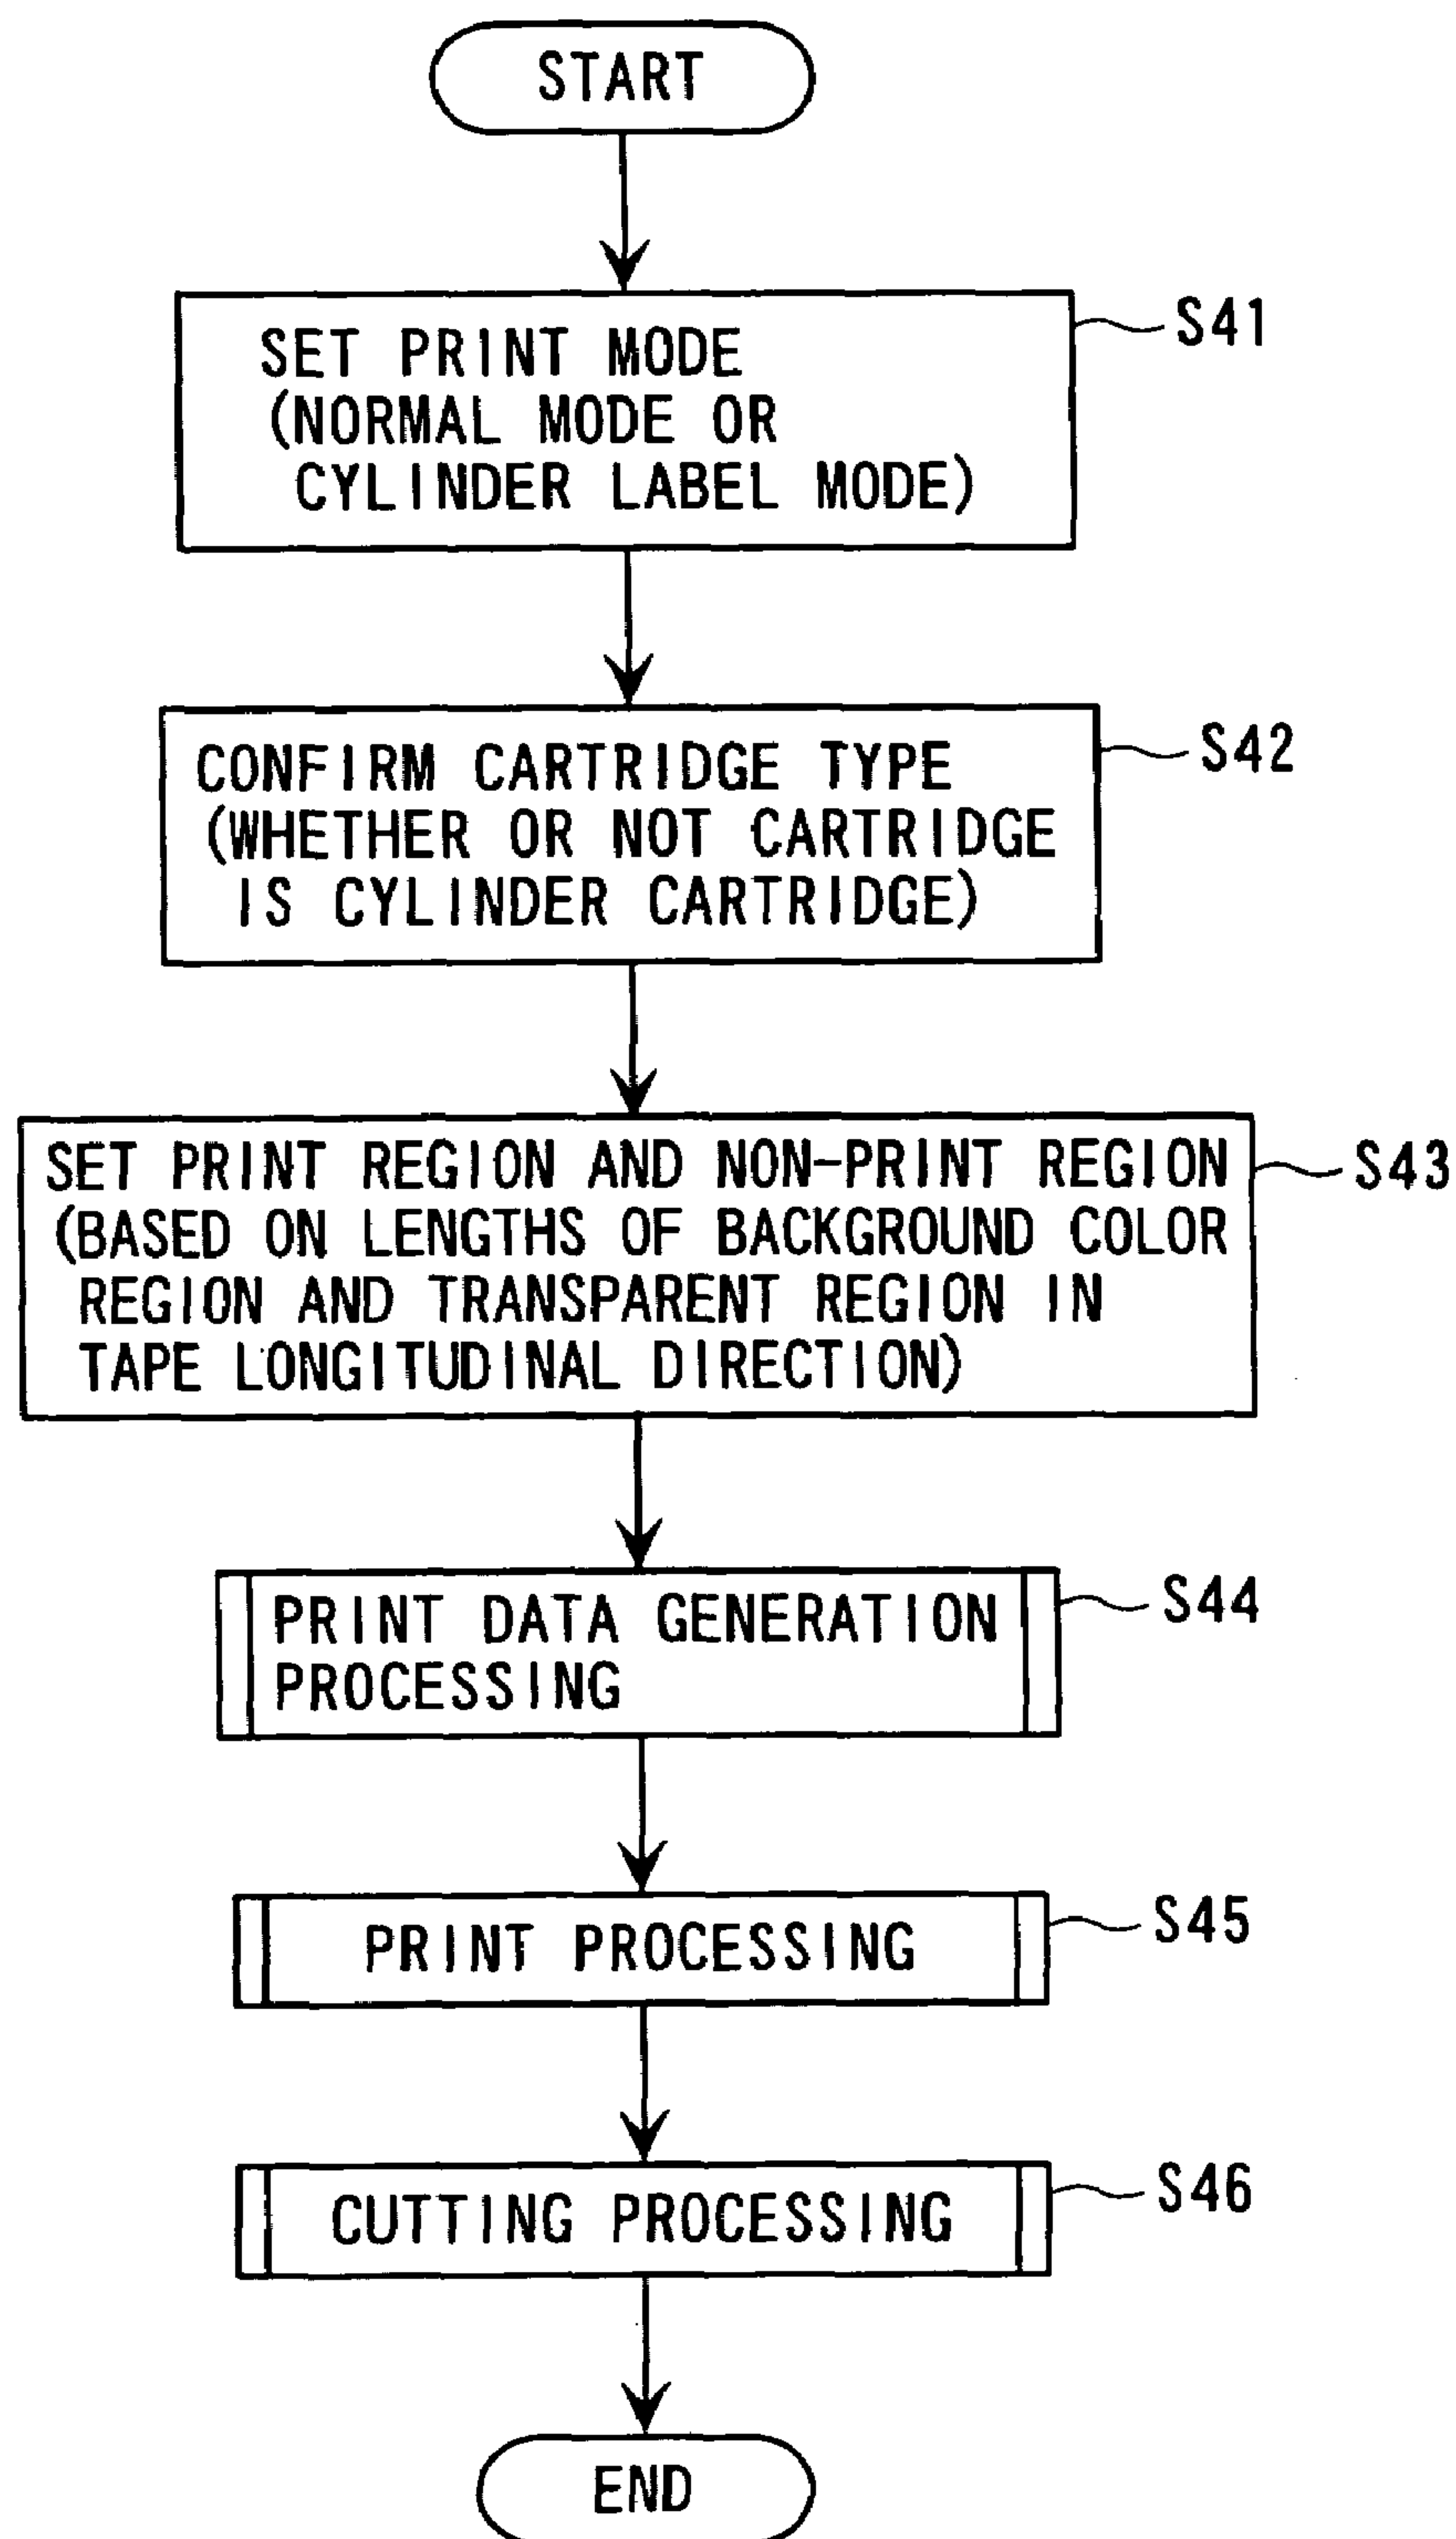 START
S41
SET PRINT MODE
(NORMAL MODE OR
CYLINDER LABEL MODE)
S42
CONFIRM CARTRIDGE TYPE
(WHETHER OR NOT CARTRIDGE
IS CYLINDER CARTRIDGE)
S43
SET PRINT REGION AND NON-PRINT REGION
(BASED ON LENGTHS OF BACKGROUND COLOR
REGION AND TRANSPARENT REGION IN
TAPE LONGITUDINAL DIRECTION)
S44
PRINT DATA GENERATION
PROCESSING
S45
PRINT PROCESSING
S46
CUTTING PROCESSING
END